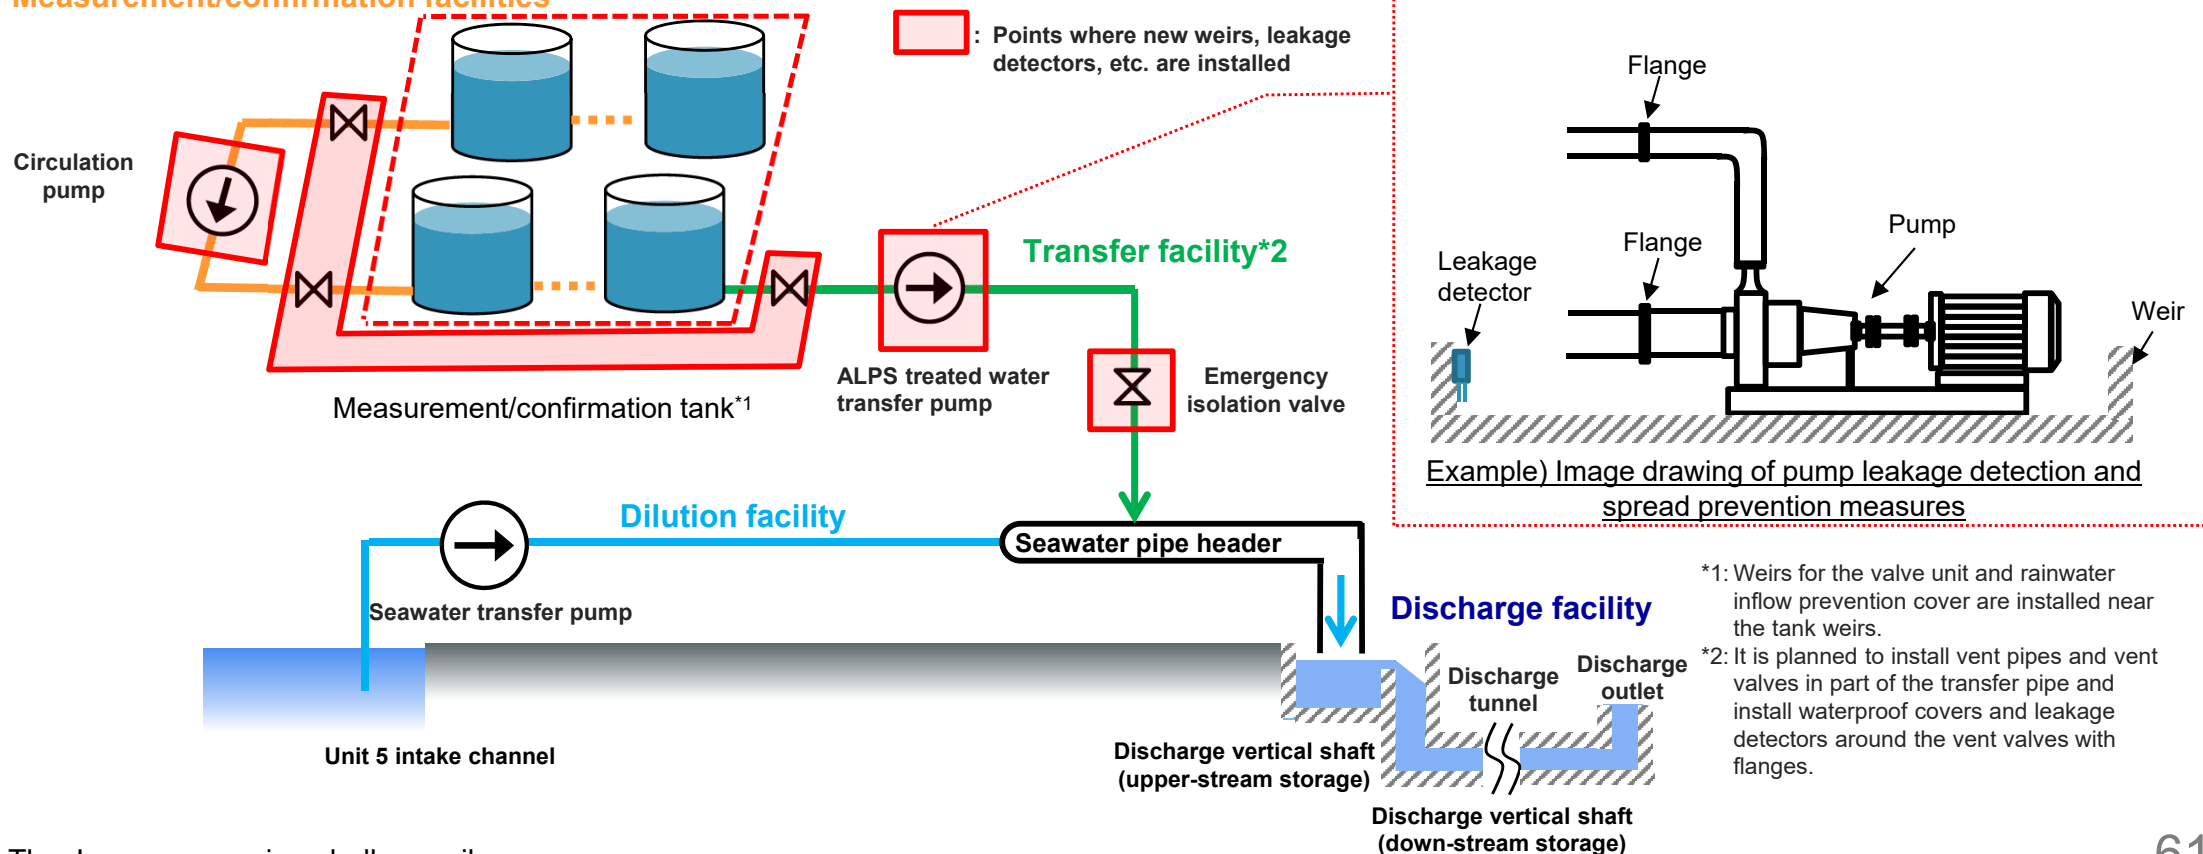 Measurement/confirmation facilities
: Points where new weirs, leakage
detectors, etc. are installed
Circulation
pump
Measurement/confirmation tank*1
ALPS treated water
transfer pump
Transfer facility*2
Emergency
isolation valve
Flange
Flange
Pump
Leakage
detector
Weir
Example) Image drawing of pump leakage detection and
spread prevention measures
Dilution facility
Seawater pipe header
Seawater transfer pump
Unit 5 intake channel
Discharge facility
Discharge
tunnel
Discharge
outlet
Discharge vertical shaft
(upper-stream storage)
Discharge vertical shaft
(down-stream storage)
*1: Weirs for the valve unit and rainwater
inflow prevention cover are installed near
the tank weirs.
*2: It is planned to install vent pipes and vent
valves in part of the transfer pipe and
install waterproof covers and leakage
detectors around the vent valves with
flanges.
61